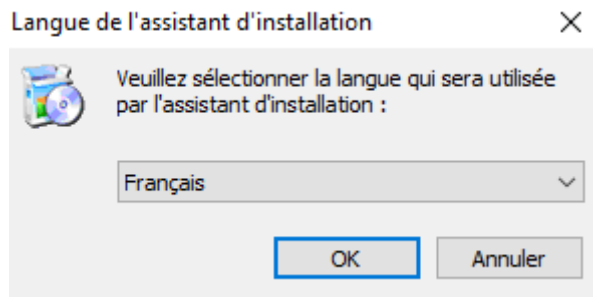 Langue de l'assistant d'installation
Veuillez sélectionner la langue qui sera utilisée
par l'assistant d'installation :
Français
OK Annuler